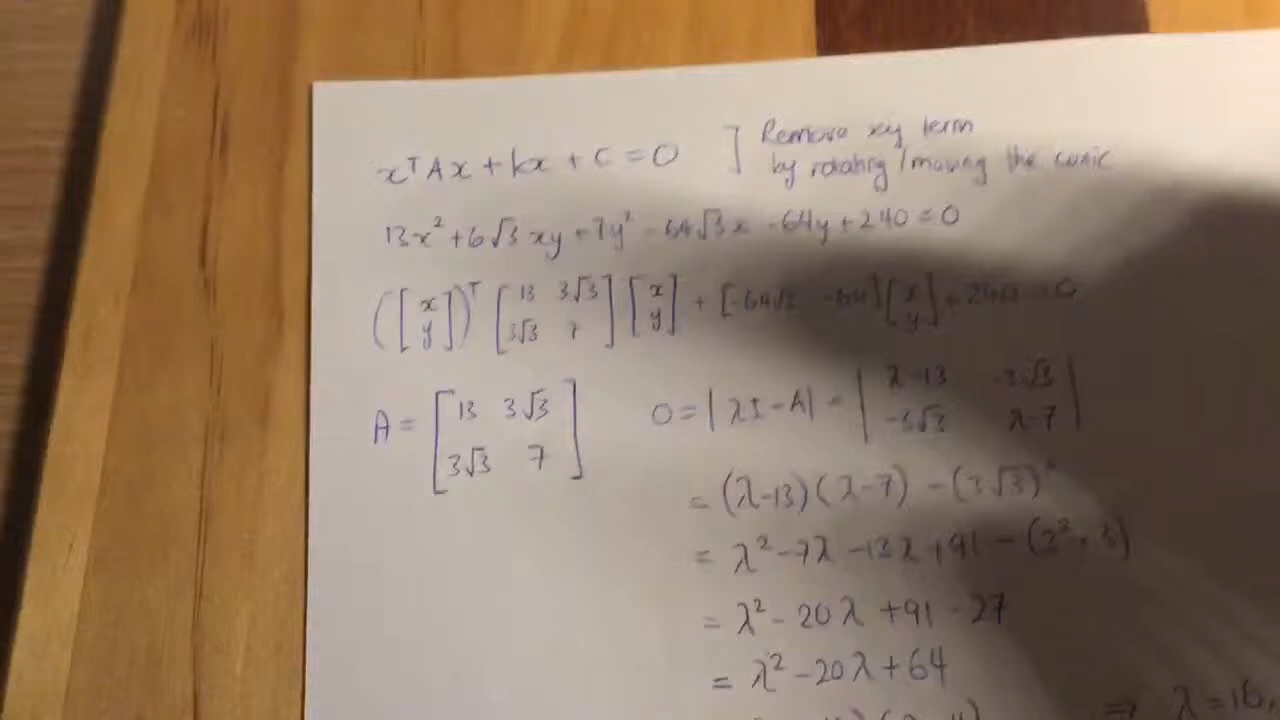 xᵀAx + kx + C = 0 ] Remove xy term
by rotating/moving the conic
13x² + 6√3 xy + 7y² - 64√3x - 64y + 240 = 0
([x y])ᵀ [13 3√3 3√3 7] [x y] + [-64√3 -64] [x y] + 240 = 0
A = [13 3√3 3√3 7] 0 = |λI - A| = |λ-13 -3√3 -3√3 λ-7|
= (λ-13)(λ-7) - (3√3)²
= λ² - 7λ - 13λ + 91 - (3² × 3)
= λ² - 20λ + 91 - 27
= λ² - 20λ + 64
⇒ λ = 16,